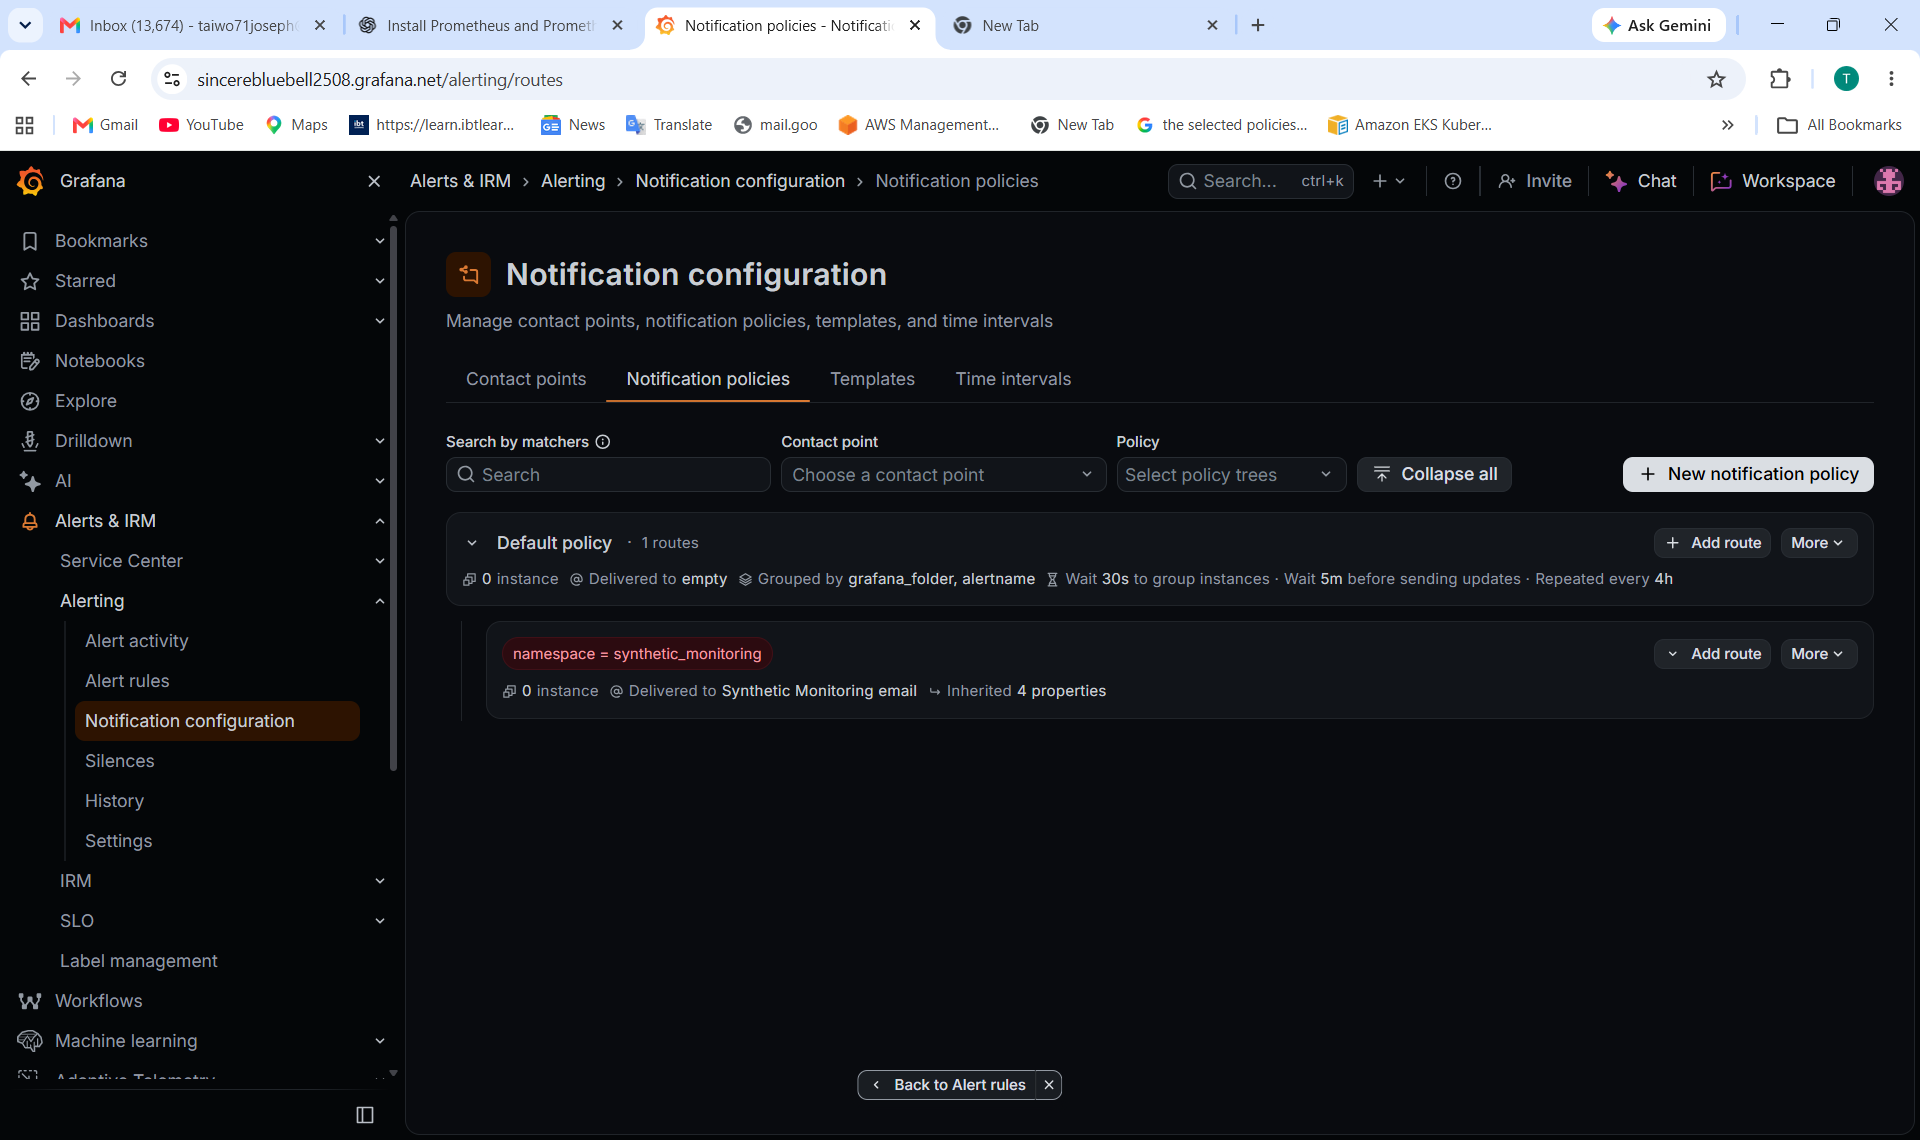 Inbox (13,674) - taiwo71joseph
Install Prometheus and Prometh
Notification policies - Notificati
New Tab
Ask Gemini
sincerebluebell2508.grafana.net/alerting/routes
T
Gmail
YouTube
Maps
https://learn.ibtlear...
News
Translate
mail.goo
AWS Management...
New Tab
the selected policies...
Amazon EKS Kuber...
All Bookmarks
Grafana
Alerts & IRM › Alerting › Notification configuration › Notification policies
Search... ctrl+k
Invite
Chat
Workspace
Bookmarks
Starred
Dashboards
Notebooks
Explore
Drilldown
AI
Alerts & IRM
Service Center
Alerting
Alert activity
Alert rules
Notification configuration
Silences
History
Settings
IRM
SLO
Label management
Workflows
Machine learning
Adaptive Telemetry
Notification configuration
Manage contact points, notification policies, templates, and time intervals
Contact points
Notification policies
Templates
Time intervals
Search by matchers
Contact point
Policy
Search
Choose a contact point
Select policy trees
Collapse all
New notification policy
Default policy · 1 routes
Add route
More
0 instance @ Delivered to empty Grouped by grafana_folder, alertname Wait 30s to group instances · Wait 5m before sending updates · Repeated every 4h
namespace = synthetic_monitoring
Add route
More
0 instance @ Delivered to Synthetic Monitoring email Inherited 4 properties
Back to Alert rules